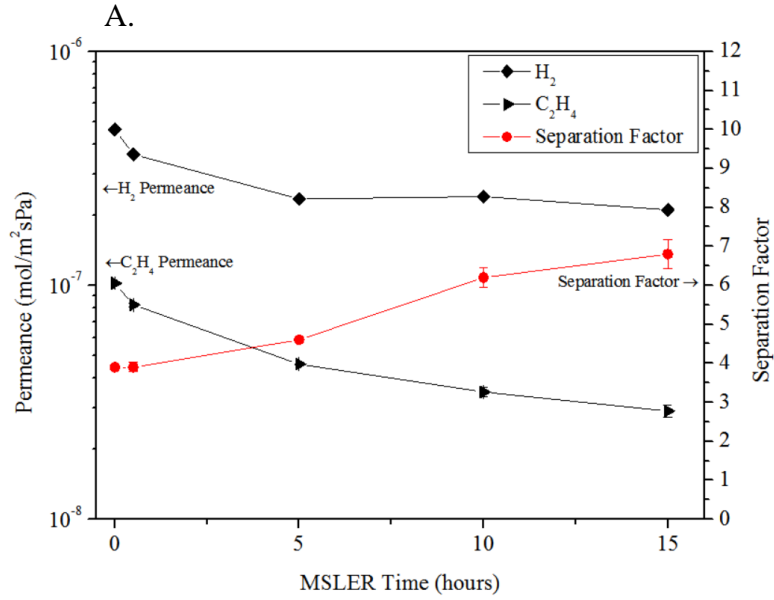 A.
10⁻⁶
12
11
10
9
8
7
6
5
4
3
2
1
0
10⁻⁷
10⁻⁸
H₂
C₂H₄
Separation Factor
←H₂ Permeance
←C₂H₄ Permeance
Separation Factor→
Permeance (mol/m²sPa)
Separation Factor
0 5 10 15
MSLER Time (hours)